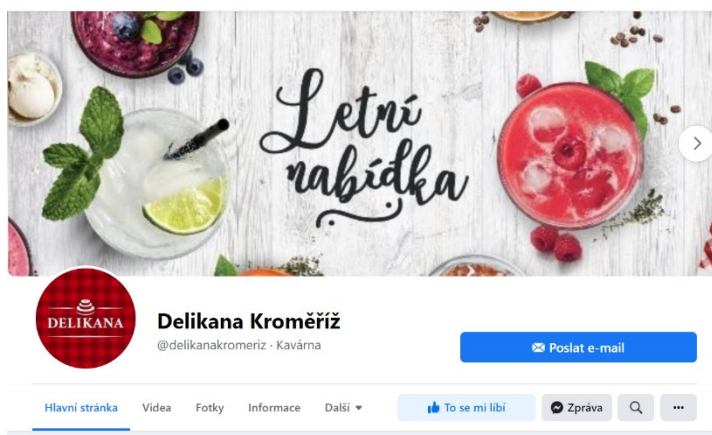 Letní
nabídka
DELIKANA
Delikana Kroměříž
@delikanakromeriz · Kavárna
Poslat e-mail
Hlavní stránka
Videa
Fotky
Informace
Další
To se mi líbí
Zpráva